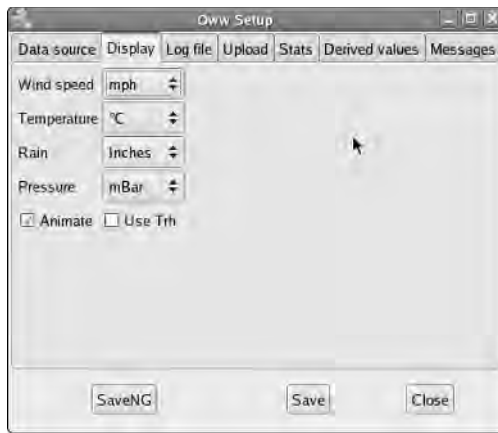 Oww Setup
Data source Display Log file Upload Stats Derived values Messages
Wind speed mph
Temperature °C
Rain Inches
Pressure mBar
Animate Use Trh
SaveNG Save Close